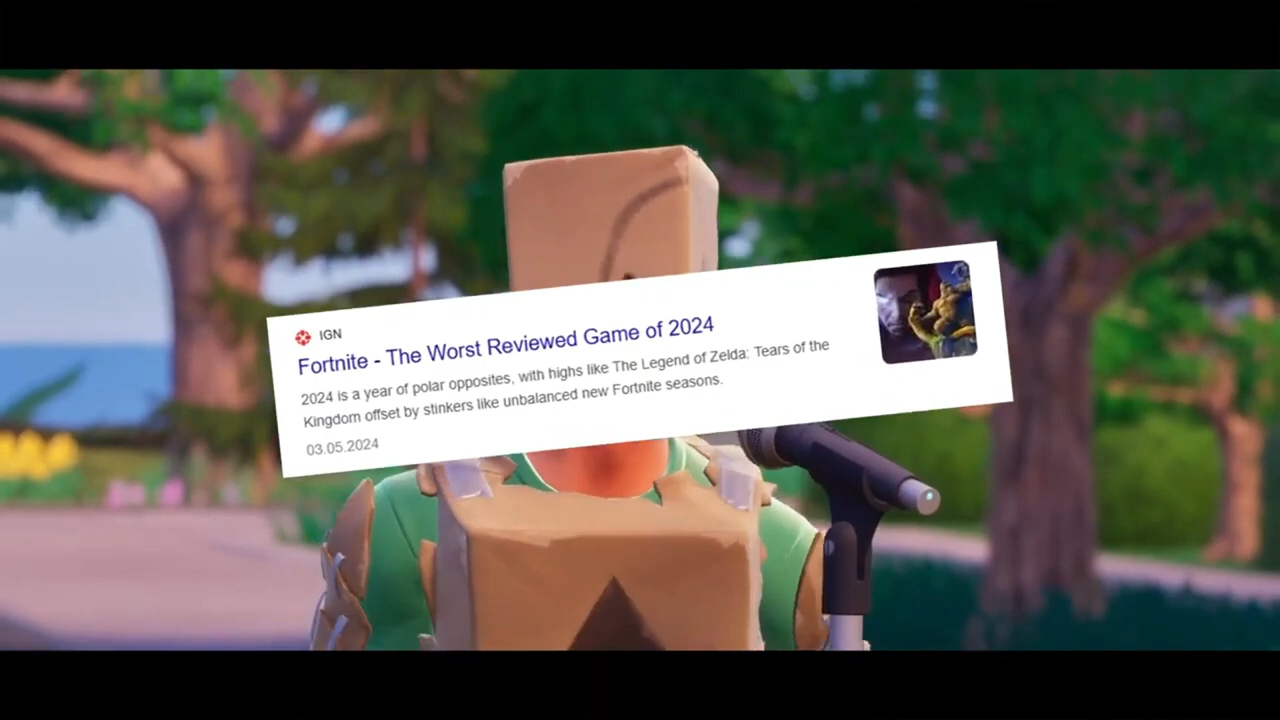 IGN
Fortnite - The Worst Reviewed Game of 2024
2024 is a year of polar opposites, with highs like The Legend of Zelda: Tears of the
Kingdom offset by stinkers like unbalanced new Fortnite seasons.
03.05.2024